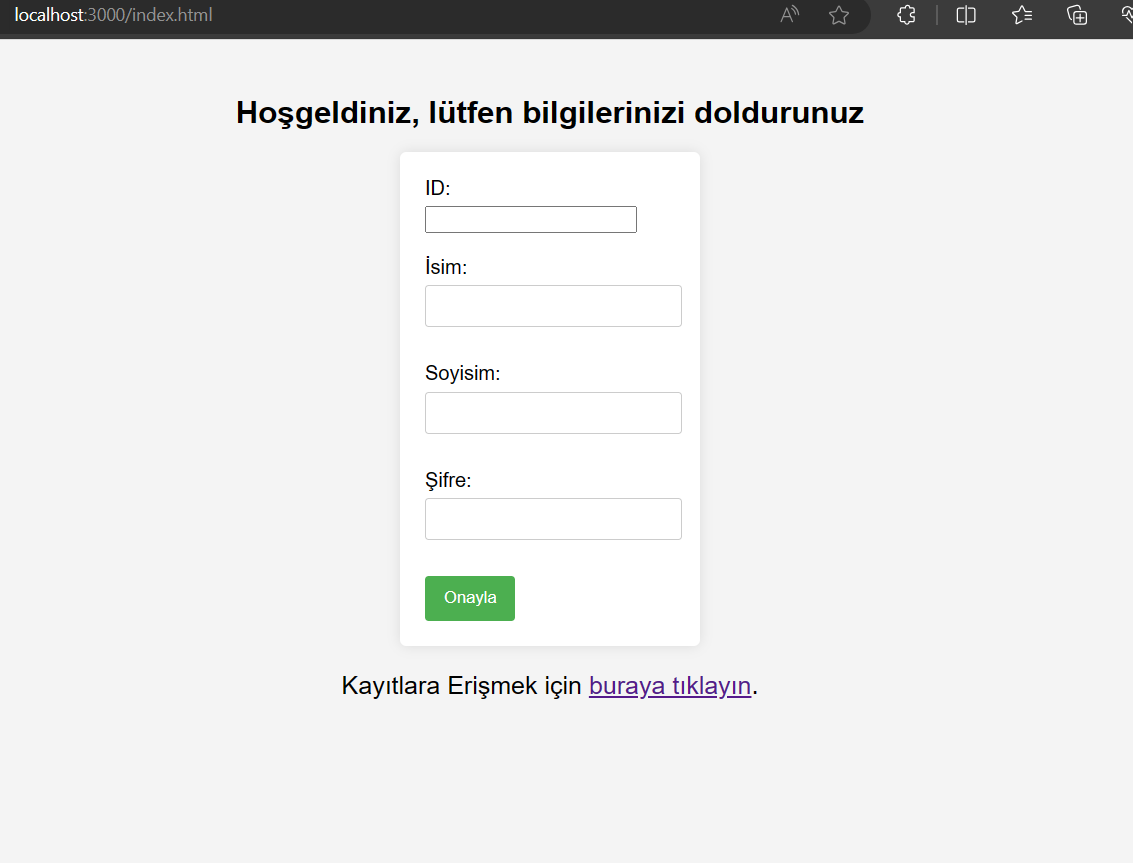 localhost:3000/index.html
Hoşgeldiniz, lütfen bilgilerinizi doldurunuz
ID:
İsim:
Soyisim:
Şifre:
Onayla
Kayıtlara Erişmek için buraya tıklayın.